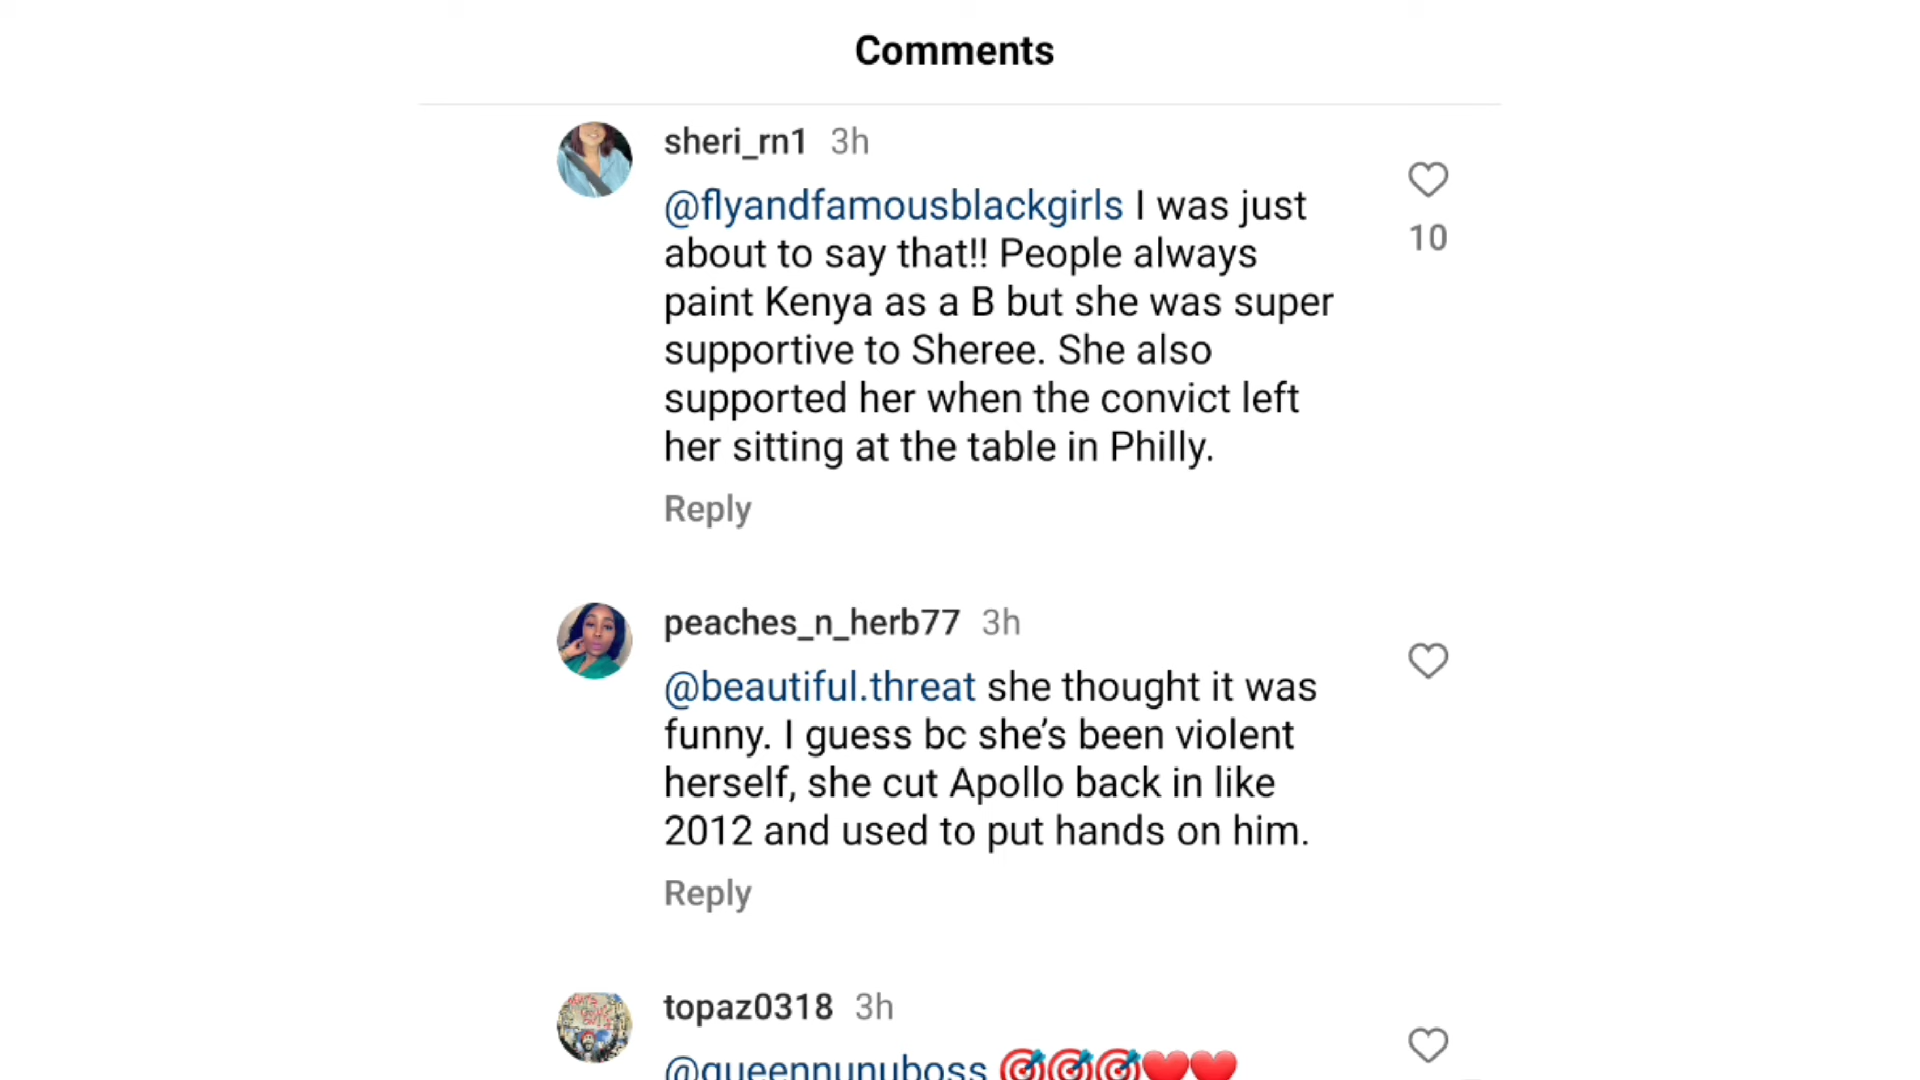 Comments
sheri_rn1 3h
@flyandfamousblackgirls I was just
about to say that!! People always
paint Kenya as a B but she was super
supportive to Sheree. She also
supported her when the convict left
her sitting at the table in Philly.
10
Reply
peaches_n_herb77 3h
@beautiful.threat she thought it was
funny. I guess bc she’s been violent
herself, she cut Apollo back in like
2012 and used to put hands on him.
Reply
topaz0318 3h
@queennunuboss 🎯🎯🎯❤️❤️